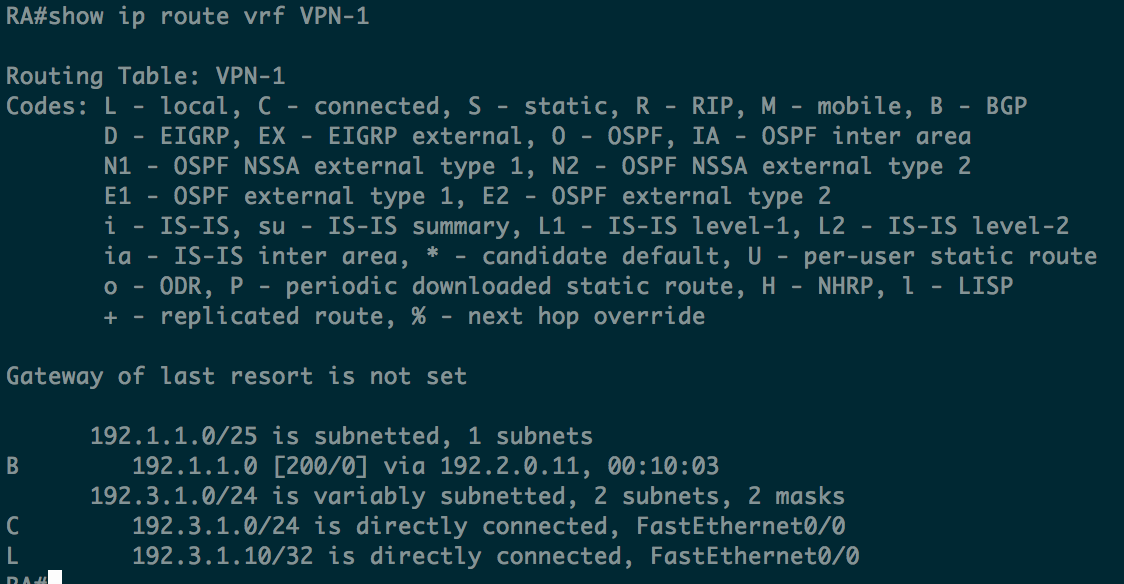 RA#show ip route vrf VPN-1
Routing Table: VPN-1
Codes: L - local, C - connected, S - static, R - RIP, M - mobile, B - BGP
D - EIGRP, EX - EIGRP external, O - OSPF, IA - OSPF inter area
N1 - OSPF NSSA external type 1, N2 - OSPF NSSA external type 2
E1 - OSPF external type 1, E2 - OSPF external type 2
i - IS-IS, su - IS-IS summary, L1 - IS-IS level-1, L2 - IS-IS level-2
ia - IS-IS inter area, * - candidate default, U - per-user static route
o - ODR, P - periodic downloaded static route, H - NHRP, l - LISP
+ - replicated route, % - next hop override
Gateway of last resort is not set
192.1.1.0/25 is subnetted, 1 subnets
B 192.1.1.0 [200/0] via 192.2.0.11, 00:10:03
192.3.1.0/24 is variably subnetted, 2 subnets, 2 masks
C 192.3.1.0/24 is directly connected, FastEthernet0/0
L 192.3.1.10/32 is directly connected, FastEthernet0/0
RA#